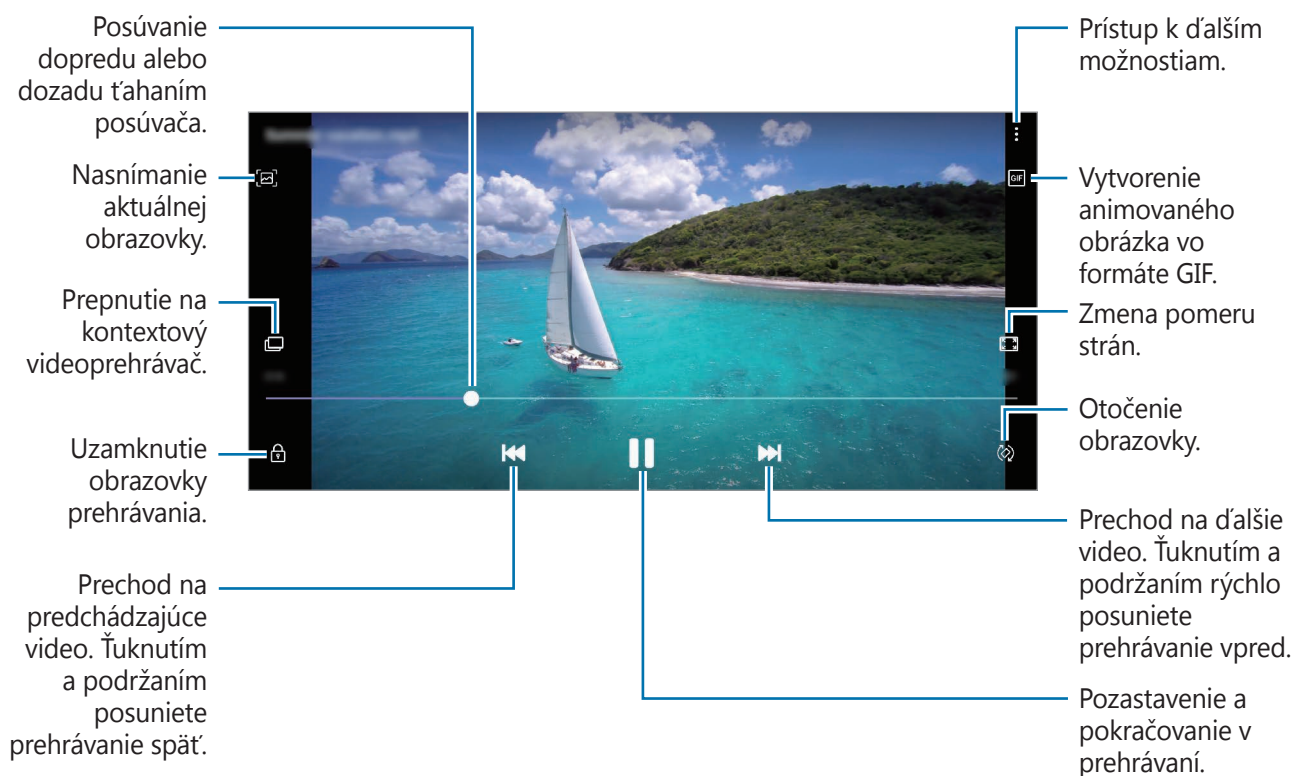 Posúvanie
dopredu alebo
dozadu ťahaním
posúvača.
Nasnímanie
aktuálnej
obrazovky.
Prepnutie na
kontextový
videoprehrávač.
Uzamknutie
obrazovky
prehrávania.
Prechod na
predchádzajúce
video. Ťuknutím
a podržaním
posuniete
prehrávanie späť.
Prístup k ďalším
možnostiam.
GIF
Vytvorenie
animovaného
obrázka vo
formáte GIF.
Zmena pomeru
strán.
Otočenie
obrazovky.
Prechod na ďalšie
video. Ťuknutím a
podržaním rýchlo
posuniete
prehrávanie vpred.
Pozastavenie a
pokračovanie v
prehrávaní.